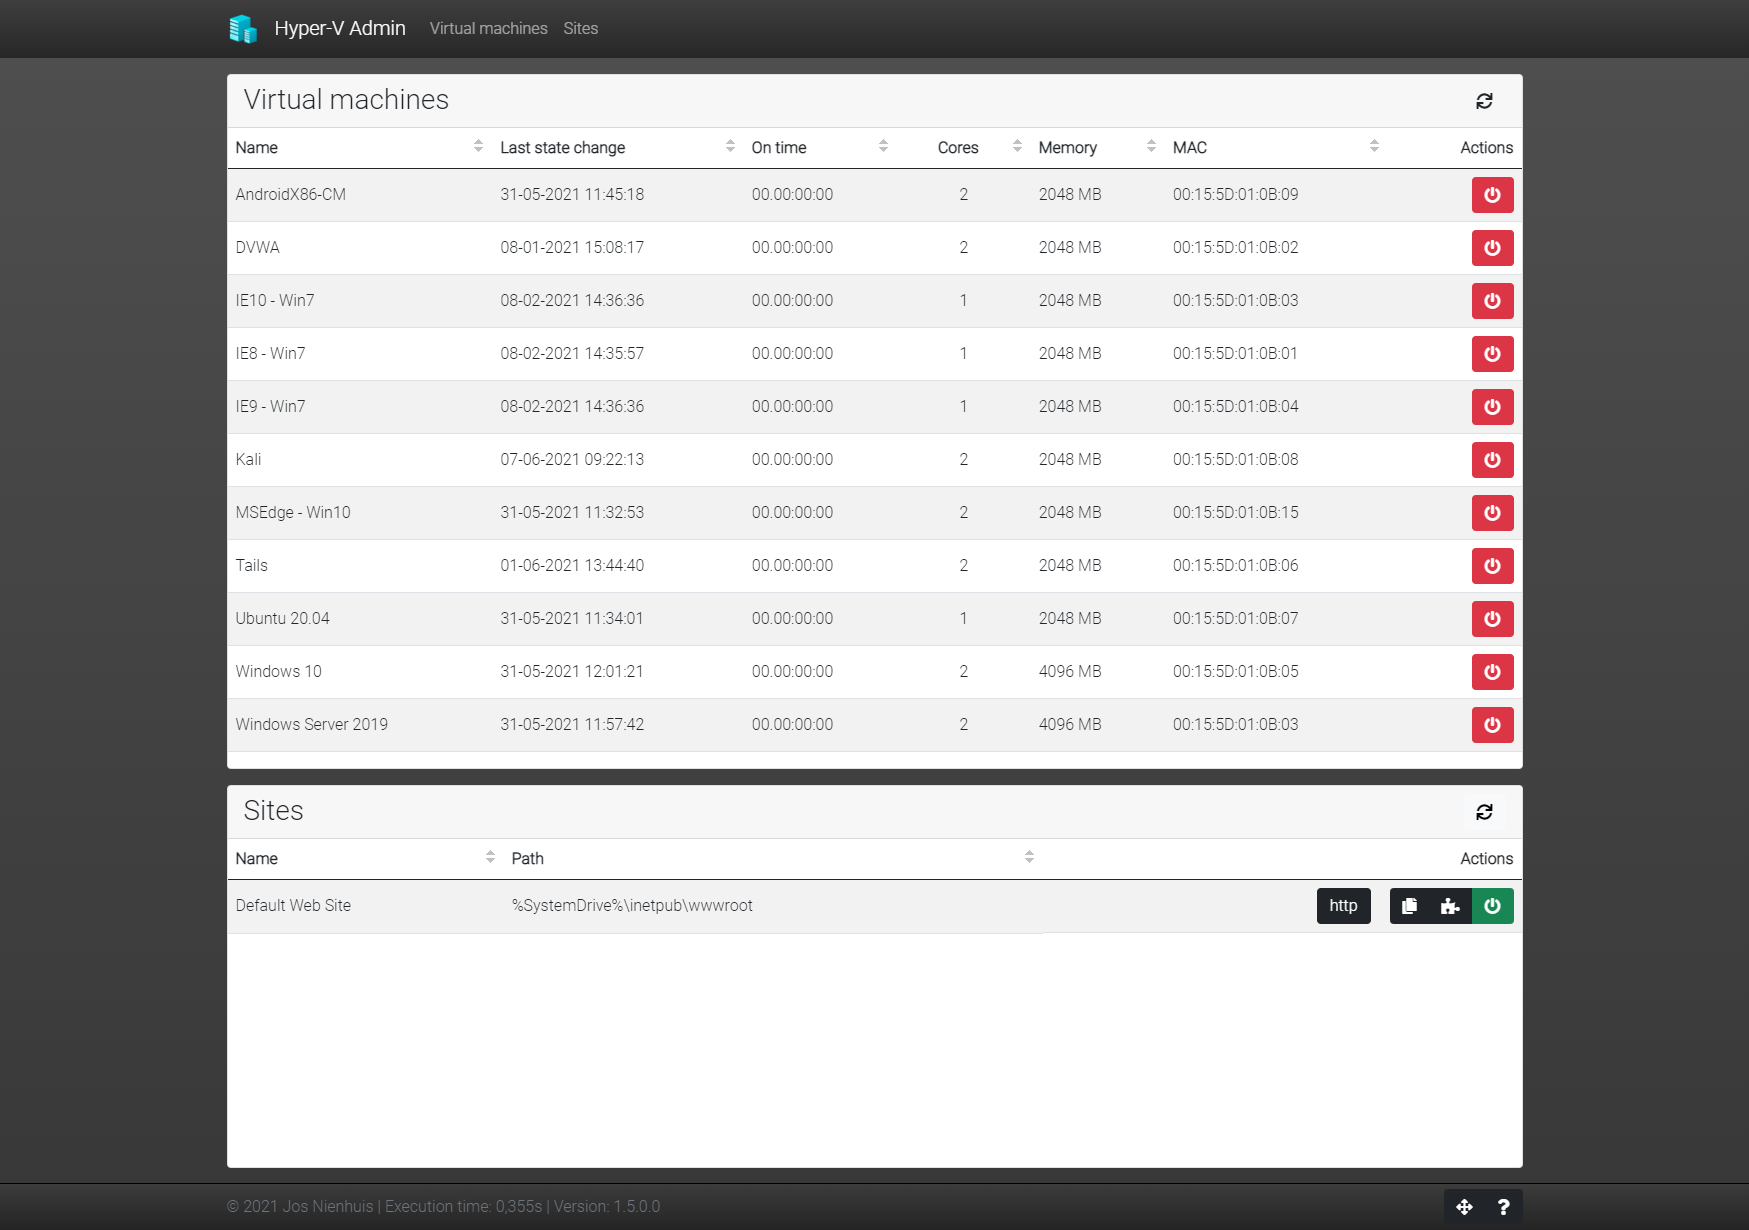 Hyper-V Admin Virtual machines Sites
Virtual machines
Name Last state change On time Cores Memory MAC Actions
AndroidX86-CM 31-05-2021 11:45:18 00.00:00:00 2 2048 MB 00:15:5D:01:0B:09
DVWA 08-01-2021 15:08:17 00.00:00:00 2 2048 MB 00:15:5D:01:0B:02
IE10 - Win7 08-02-2021 14:36:36 00.00:00:00 1 2048 MB 00:15:5D:01:0B:03
IE8 - Win7 08-02-2021 14:35:57 00.00:00:00 1 2048 MB 00:15:5D:01:0B:01
IE9 - Win7 08-02-2021 14:36:36 00.00:00:00 1 2048 MB 00:15:5D:01:0B:04
Kali 07-06-2021 09:22:13 00.00:00:00 2 2048 MB 00:15:5D:01:0B:08
MSEdge - Win10 31-05-2021 11:32:53 00.00:00:00 2 2048 MB 00:15:5D:01:0B:15
Tails 01-06-2021 13:44:40 00.00:00:00 2 2048 MB 00:15:5D:01:0B:06
Ubuntu 20.04 31-05-2021 11:34:01 00.00:00:00 1 2048 MB 00:15:5D:01:0B:07
Windows 10 31-05-2021 12:01:21 00.00:00:00 2 4096 MB 00:15:5D:01:0B:05
Windows Server 2019 31-05-2021 11:57:42 00.00:00:00 2 4096 MB 00:15:5D:01:0B:03
Sites
Name Path Actions
Default Web Site %SystemDrive%\inetpub\wwwroot http
© 2021 Jos Nienhuis | Execution time: 0,355s | Version: 1.5.0.0 ?